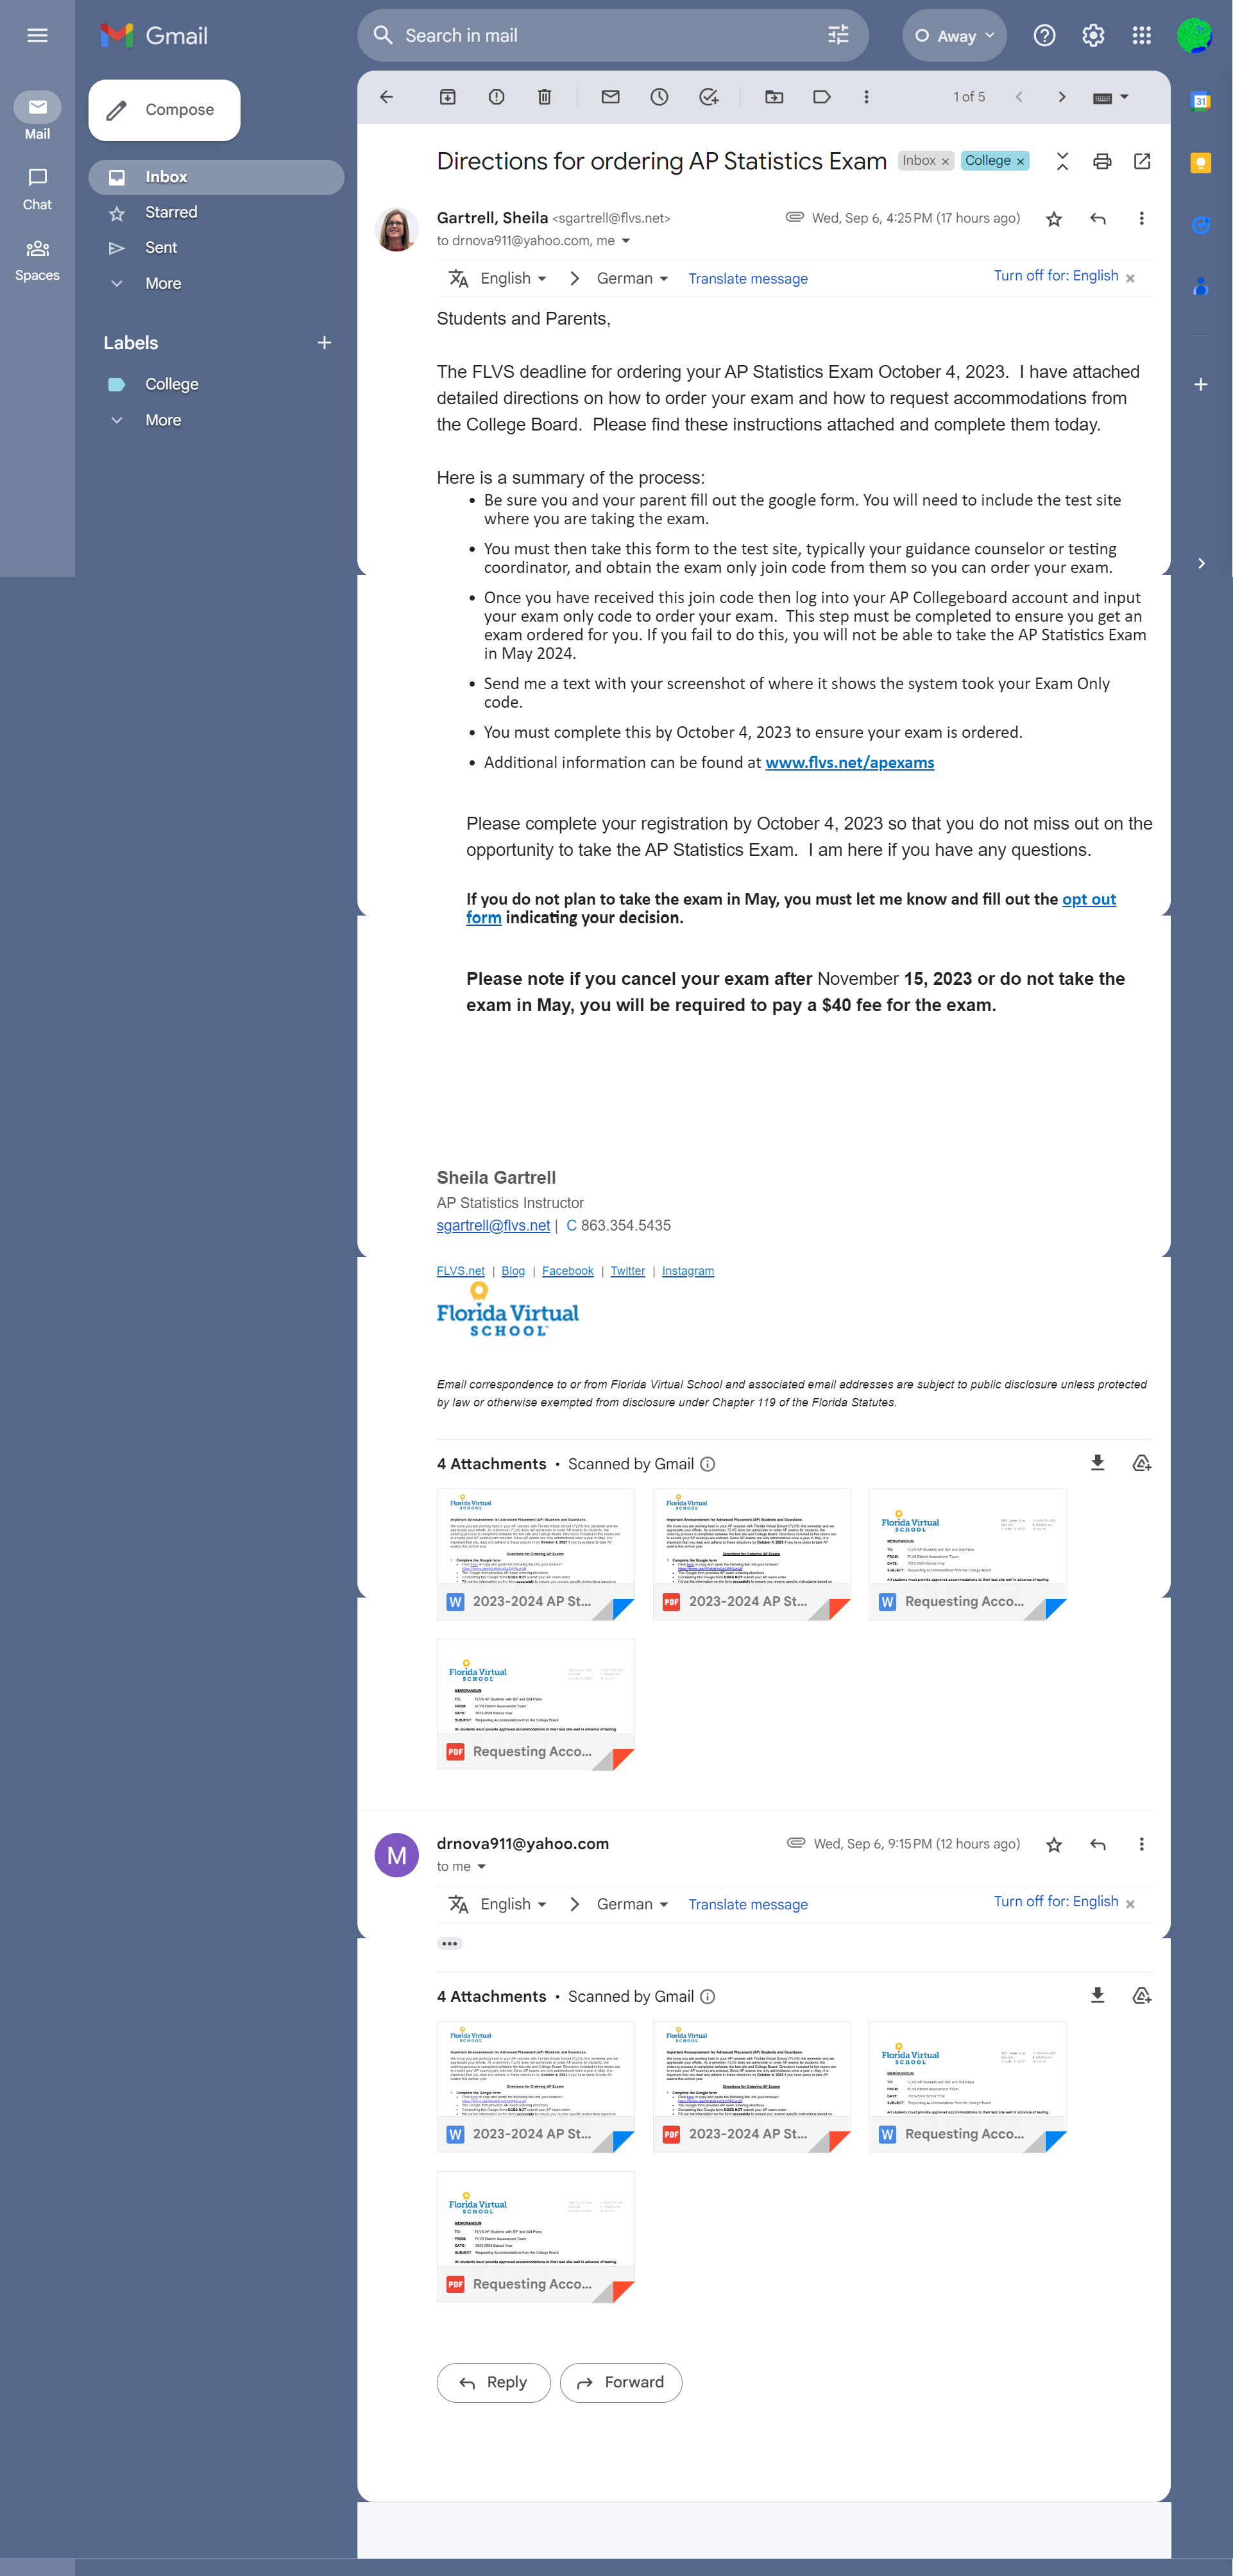 Gmail
Search in mail
Away
Compose
Mail
Chat
Spaces
Inbox
Starred
Sent
More
Labels
College
More
1 of 5
Directions for ordering AP Statistics Exam
Inbox ×
College ×
Gartrell, Sheila <sgartrell@flvs.net>
Wed, Sep 6, 4:25 PM (17 hours ago)
to drnova911@yahoo.com, me
English > German Translate message
Turn off for: English ×
Students and Parents,
The FLVS deadline for ordering your AP Statistics Exam October 4, 2023.  I have attached
detailed directions on how to order your exam and how to request accommodations from
the College Board.  Please find these instructions attached and complete them today.
Here is a summary of the process:
• Be sure you and your parent fill out the google form. You will need to include the test site
where you are taking the exam.
• You must then take this form to the test site, typically your guidance counselor or testing
coordinator, and obtain the exam only join code from them so you can order your exam.
• Once you have received this join code then log into your AP Collegeboard account and input
your exam only code to order your exam.  This step must be completed to ensure you get an
exam ordered for you. If you fail to do this, you will not be able to take the AP Statistics Exam
in May 2024.
• Send me a text with your screenshot of where it shows the system took your Exam Only
code.
• You must complete this by October 4, 2023 to ensure your exam is ordered.
• Additional information can be found at www.flvs.net/apexams
Please complete your registration by October 4, 2023 so that you do not miss out on the
opportunity to take the AP Statistics Exam.  I am here if you have any questions.
If you do not plan to take the exam in May, you must let me know and fill out the opt out
form indicating your decision.
Please note if you cancel your exam after November 15, 2023 or do not take the
exam in May, you will be required to pay a $40 fee for the exam.
Sheila Gartrell
AP Statistics Instructor
sgartrell@flvs.net | C 863.354.5435
FLVS.net | Blog | Facebook | Twitter | Instagram
Florida Virtual
SCHOOL
Email correspondence to or from Florida Virtual School and associated email addresses are subject to public disclosure unless protected
by law or otherwise exempted from disclosure under Chapter 119 of the Florida Statutes.
4 Attachments • Scanned by Gmail
W 2023-2024 AP St...
PDF 2023-2024 AP St...
W Requesting Acco...
PDF Requesting Acco...
M
drnova911@yahoo.com
Wed, Sep 6, 9:15 PM (12 hours ago)
to me
English > German Translate message
Turn off for: English ×
4 Attachments • Scanned by Gmail
W 2023-2024 AP St...
PDF 2023-2024 AP St...
W Requesting Acco...
PDF Requesting Acco...
Reply
Forward